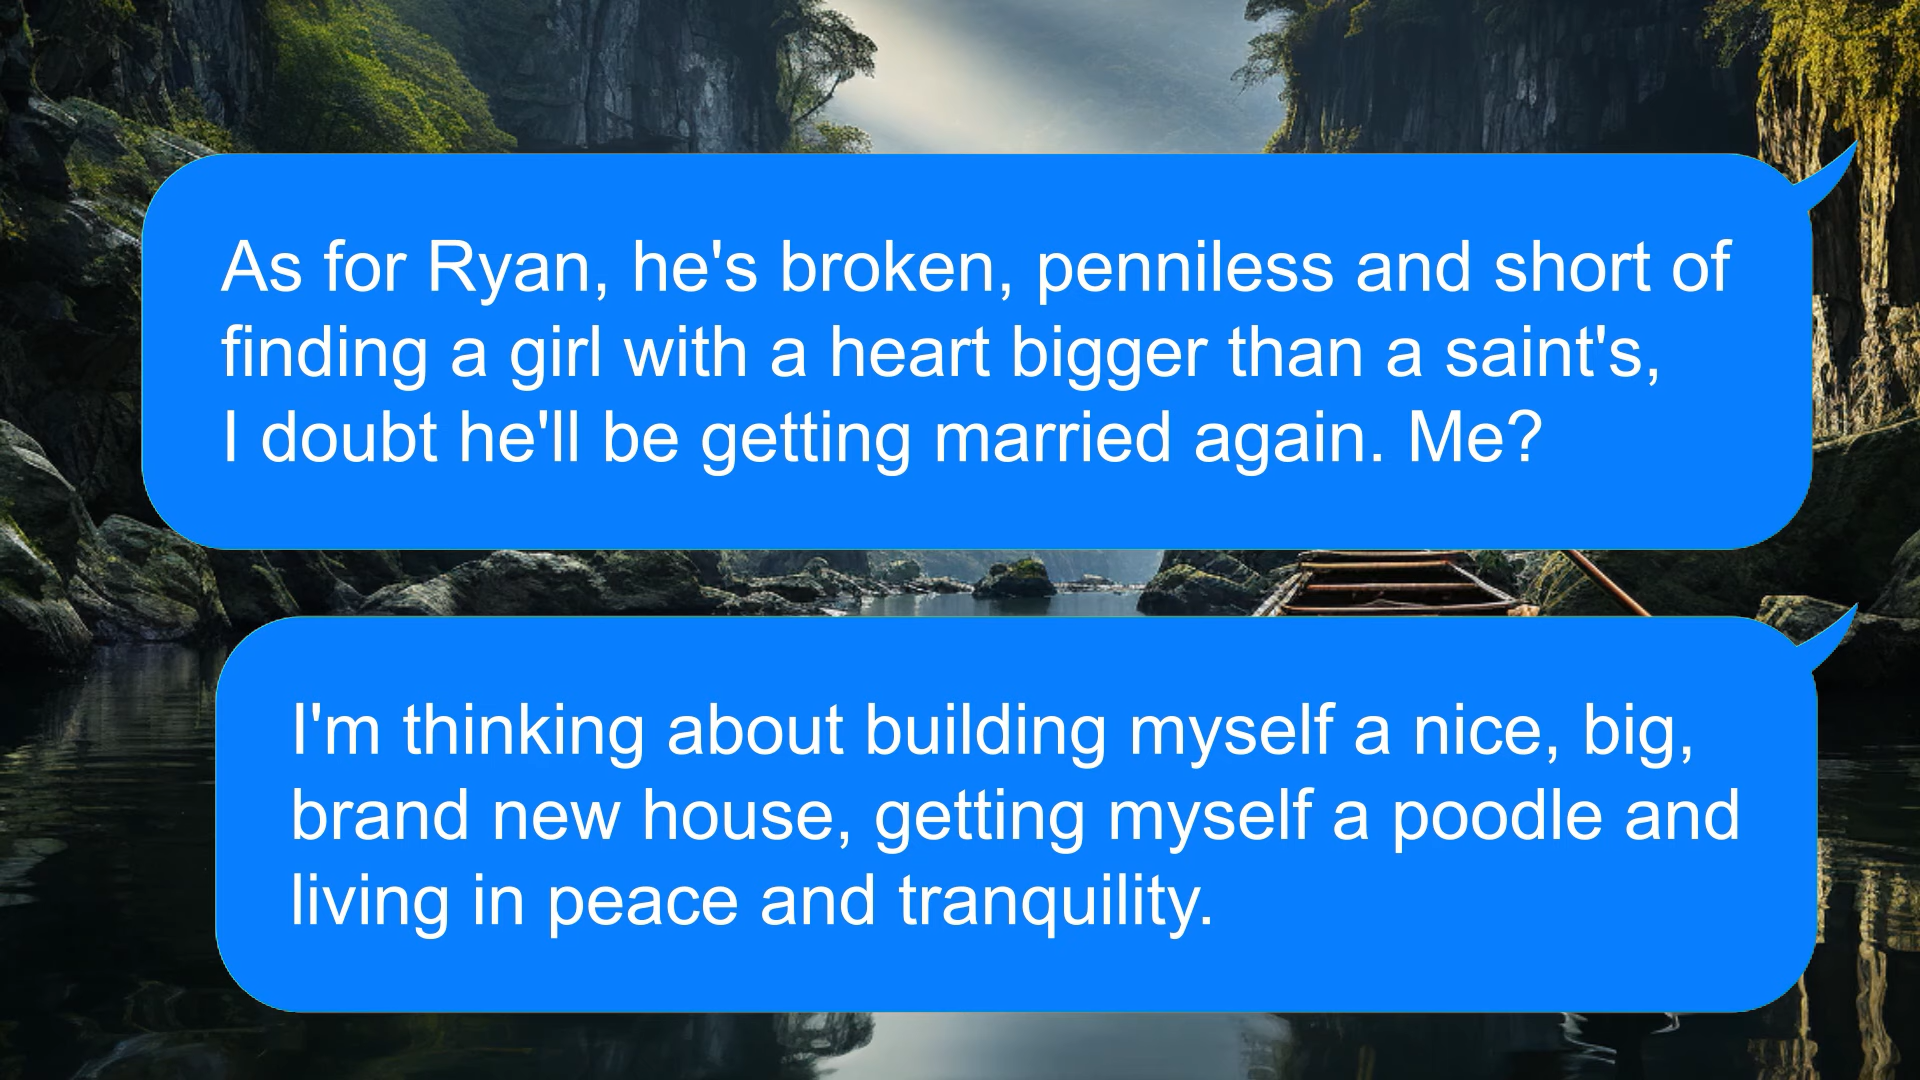 As for Ryan, he's broken, penniless and short of
finding a girl with a heart bigger than a saint's,
I doubt he'll be getting married again. Me?
I'm thinking about building myself a nice, big,
brand new house, getting myself a poodle and
living in peace and tranquility.